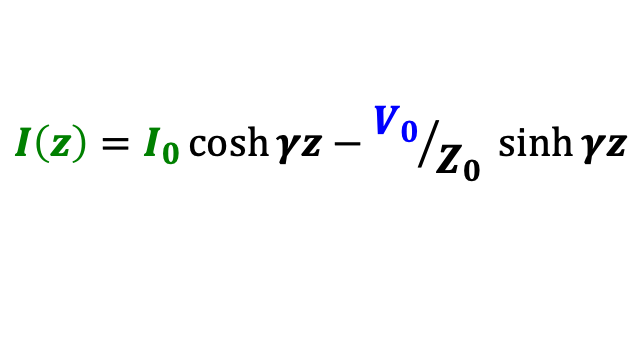 I(z) = I₀ cosh γz − V₀/Z₀ sinh γz